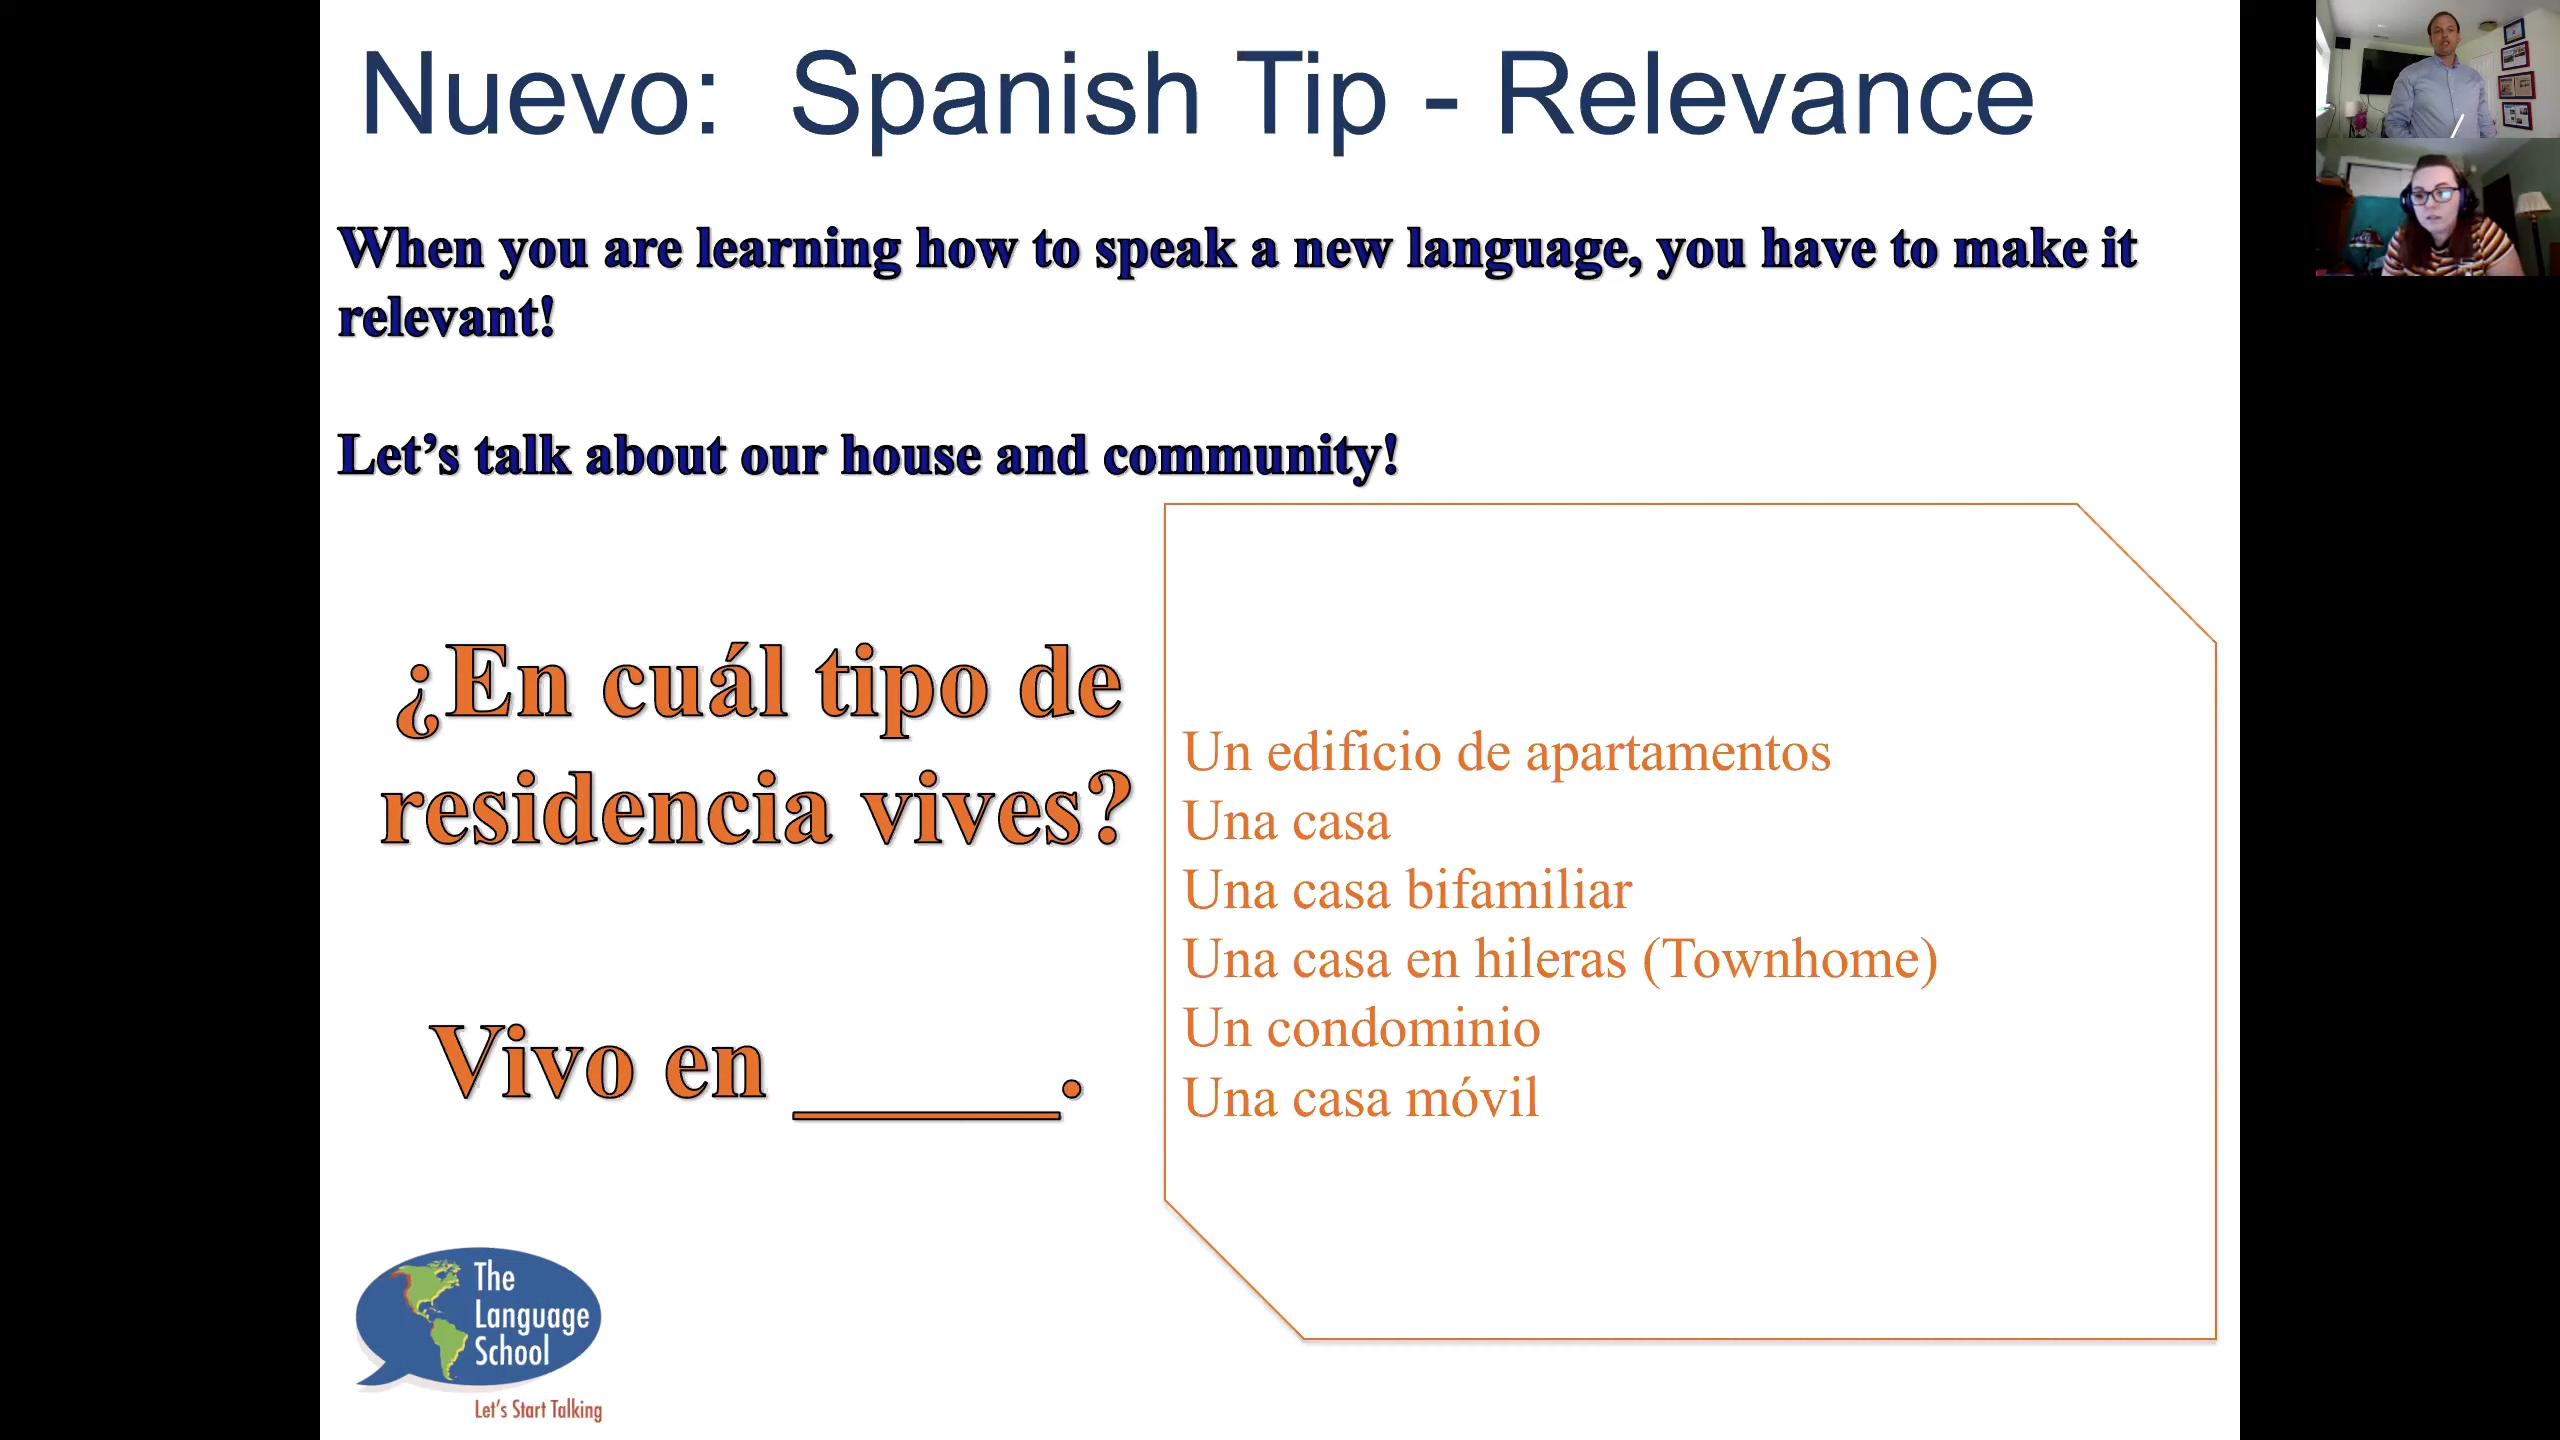 Nuevo: Spanish Tip - Relevance
When you are learning how to speak a new language, you have to make it
relevant!
Let’s talk about our house and community!
¿En cuál tipo de
residencia vives?
Vivo en _____.
Un edificio de apartamentos
Una casa
Una casa bifamiliar
Una casa en hileras (Townhome)
Un condominio
Una casa móvil
The
Language
School
Let’s Start Talking